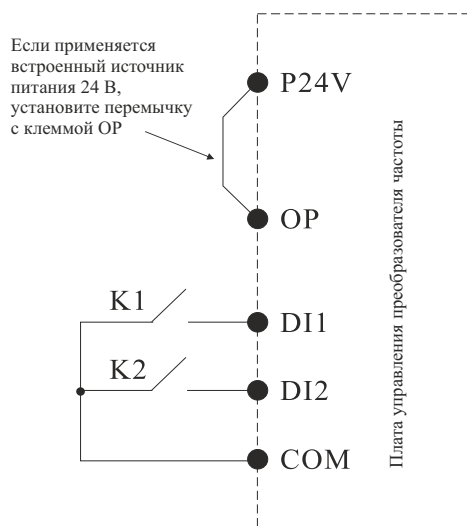 Если применяется
встроенный источник
питания 24 В,
установите перемычку
с клеммой ОР
P24V
OP
K1
DI1
K2
DI2
COM
Плата управления преобразователя частоты